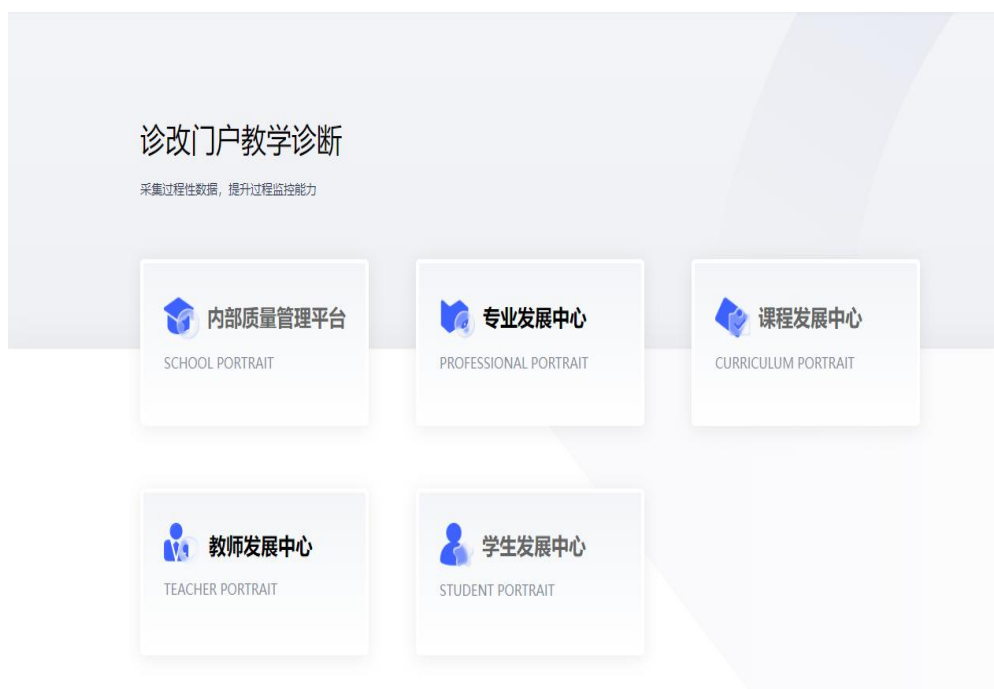 诊改门户教学诊断
采集过程性数据，提升过程监控能力
内部质量管理平台
SCHOOL PORTRAIT
专业发展中心
PROFESSIONAL PORTRAIT
课程发展中心
CURRICULUM PORTRAIT
教师发展中心
TEACHER PORTRAIT
学生发展中心
STUDENT PORTRAIT